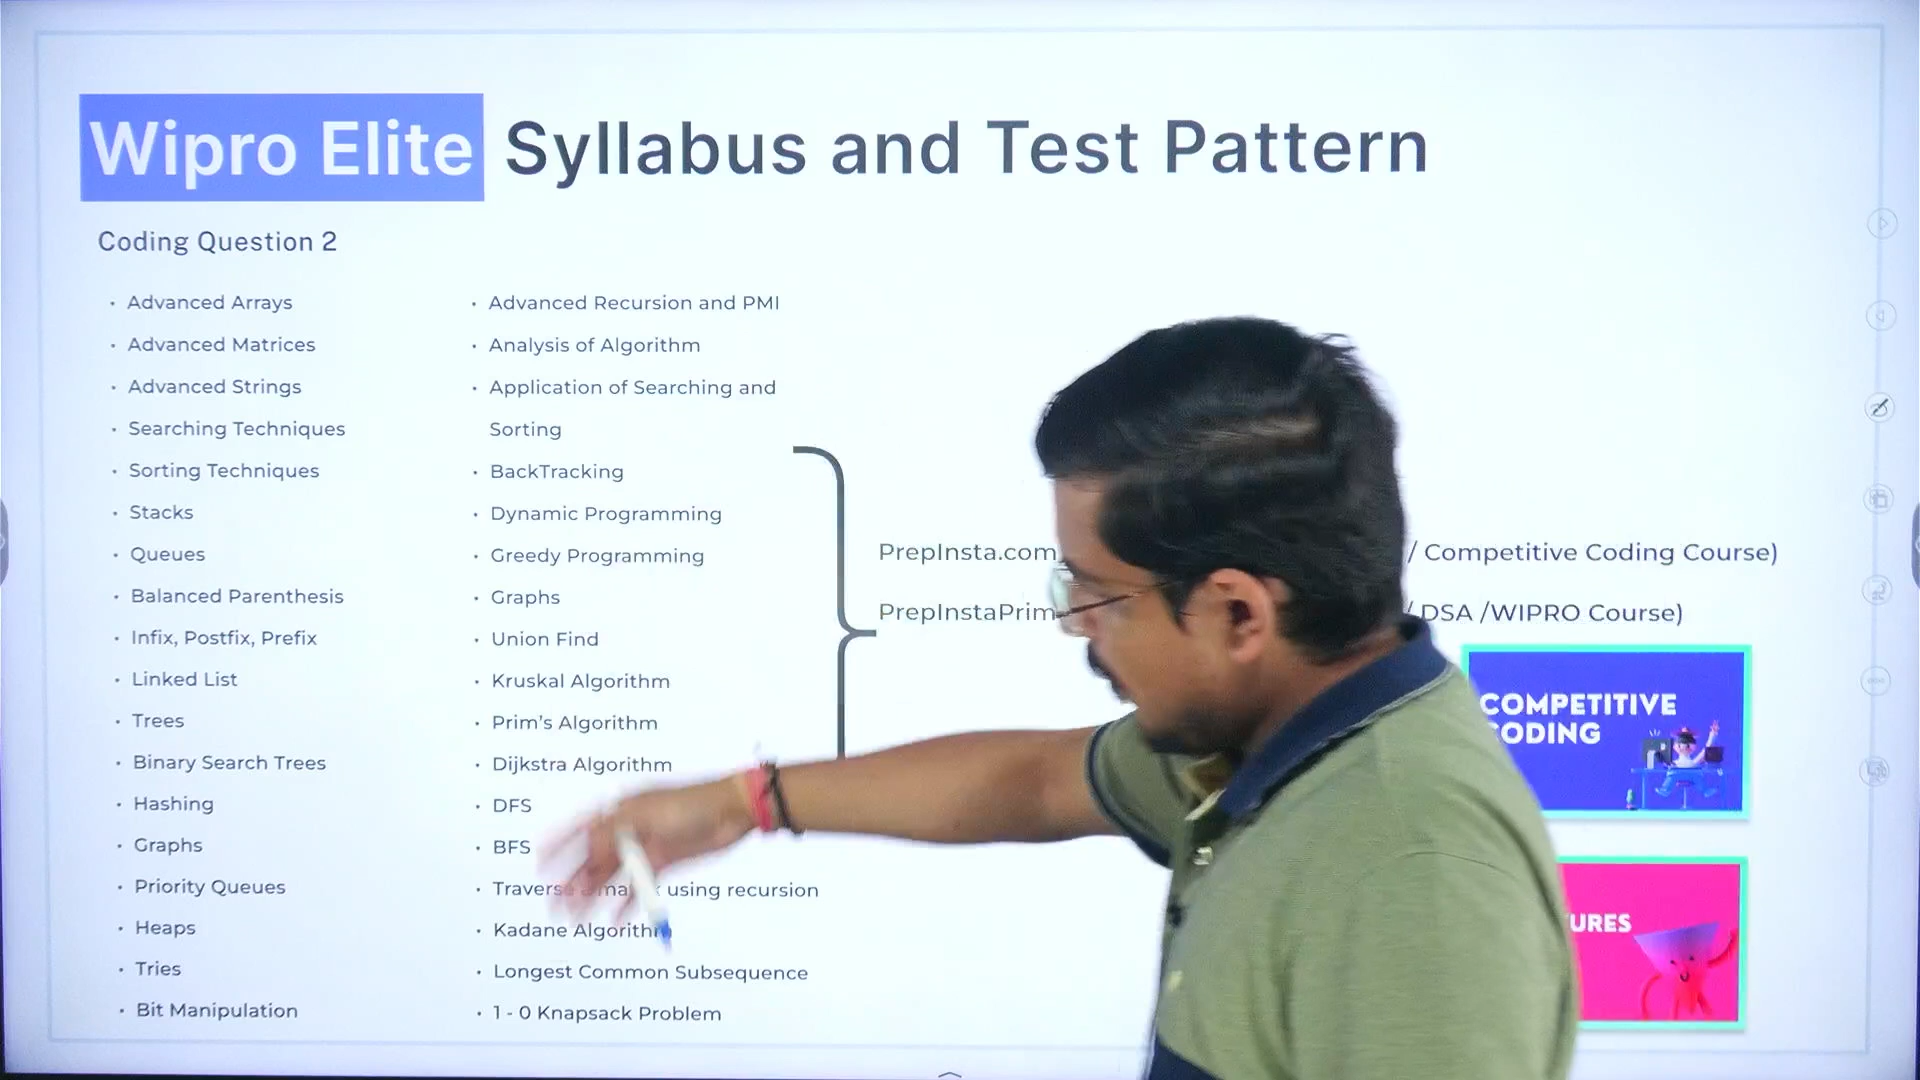 Wipro Elite Syllabus and Test Pattern
Coding Question 2
• Advanced Arrays
• Advanced Matrices
• Advanced Strings
• Searching Techniques
• Sorting Techniques
• Stacks
• Queues
• Balanced Parenthesis
• Infix, Postfix, Prefix
• Linked List
• Trees
• Binary Search Trees
• Hashing
• Graphs
• Priority Queues
• Heaps
• Tries
• Bit Manipulation
• Advanced Recursion and PMI
• Analysis of Algorithm
• Application of Searching and
Sorting
• BackTracking
• Dynamic Programming
• Greedy Programming
• Graphs
• Union Find
• Kruskal Algorithm
• Prim's Algorithm
• Dijkstra Algorithm
• DFS
• BFS
• using recursion
• Kadane Algorithm
• Longest Common Subsequence
• 1 - 0 Knapsack Problem
PrepInsta.com / Competitive Coding Course)
/ DSA /WIPRO Course)
COMPETITIVE